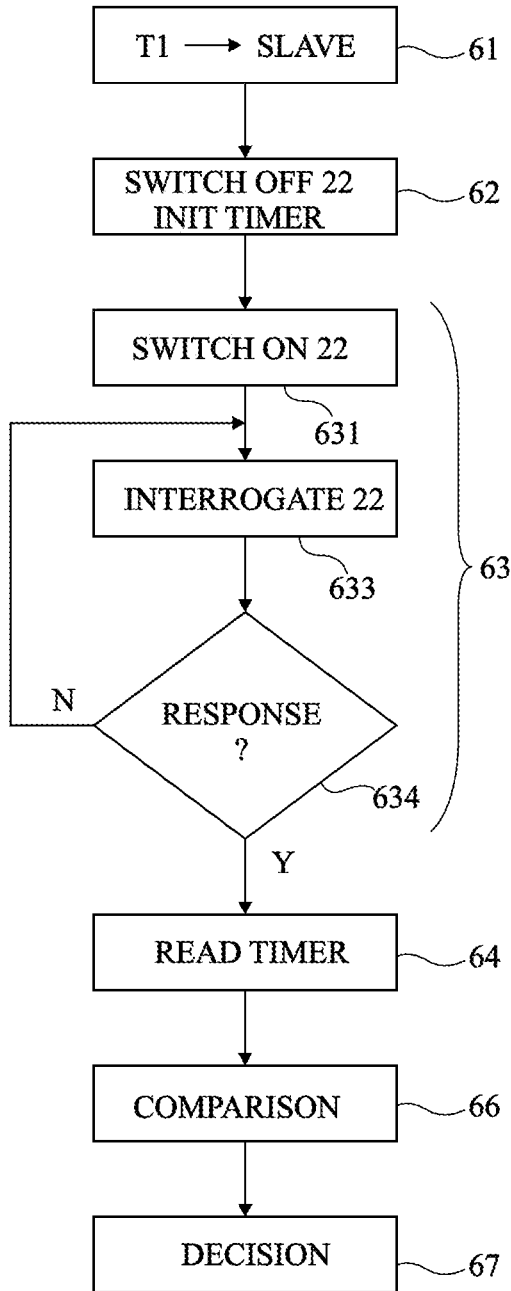 T1 → SLAVE
61
SWITCH OFF 22
INIT TIMER
62
SWITCH ON 22
631
INTERROGATE 22
633
63
N
RESPONSE
?
634
Y
READ TIMER
64
COMPARISON
66
DECISION
67